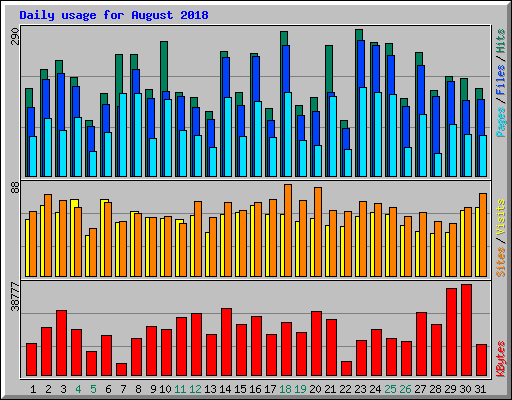 Daily usage for August 2018
290
Pages / Files / Hits
88
Sites / Visits
38777
KBytes
1 2 3 4 5 6 7 8 9 10 11 12 13 14 15 16 17 18 19 20 21 22 23 24 25 26 27 28 29 30 31